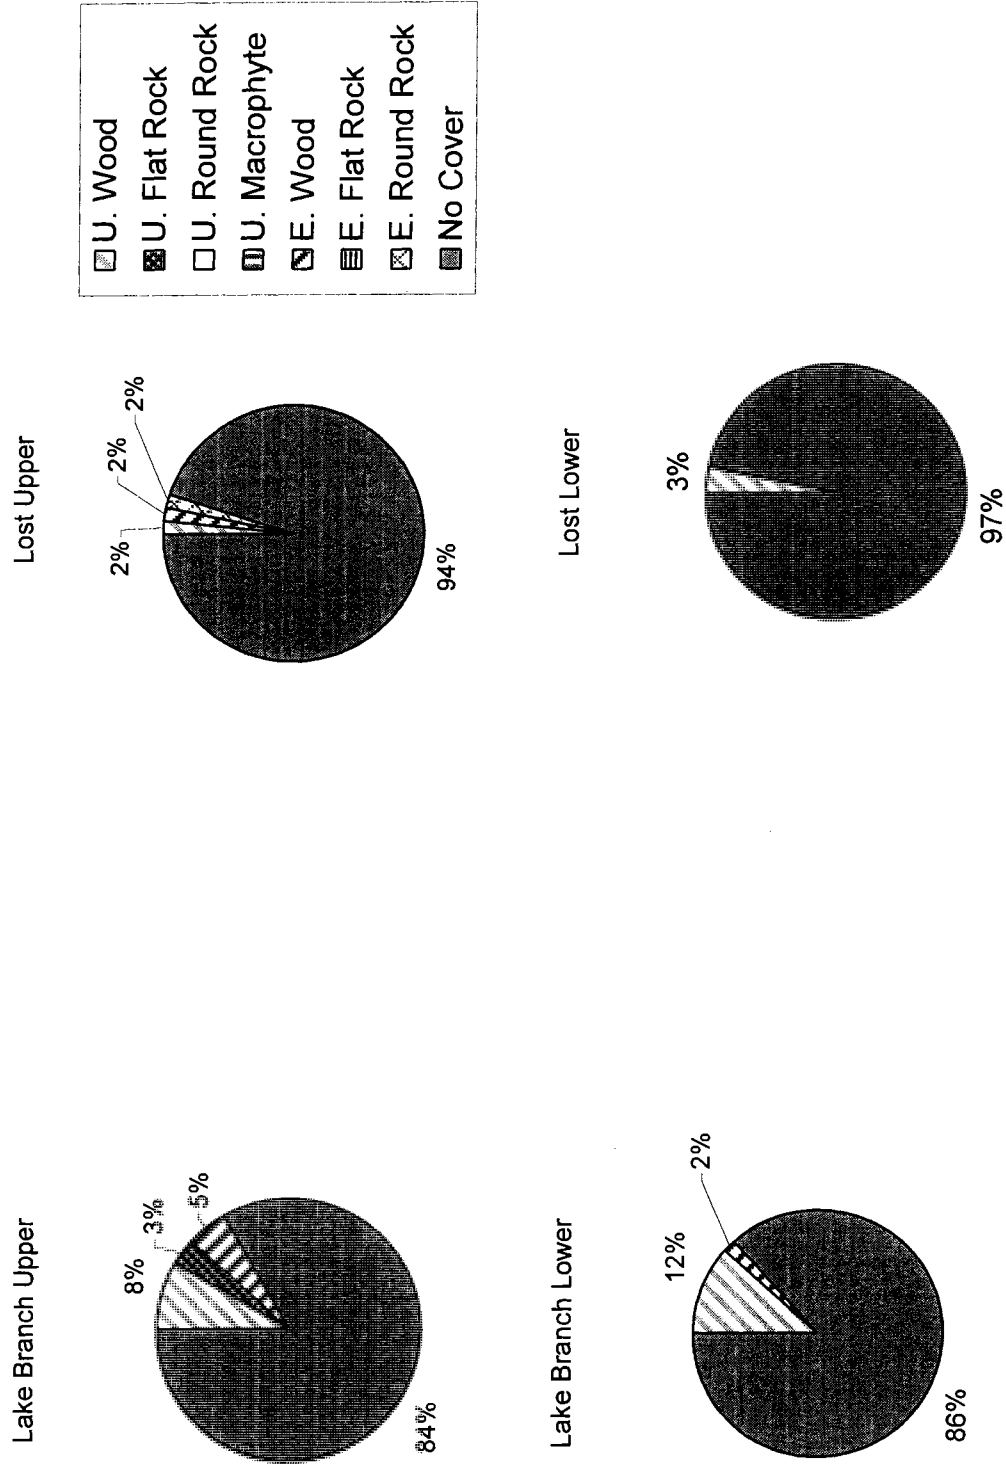 Lake Branch Upper
8%
3%
5%
84%
Lost Upper
2%
2%
2%
94%
U. Wood
U. Flat Rock
U. Round Rock
U. Macrophyte
E. Wood
E. Flat Rock
E. Round Rock
No Cover
Lake Branch Lower
12%
2%
86%
Lost Lower
3%
97%